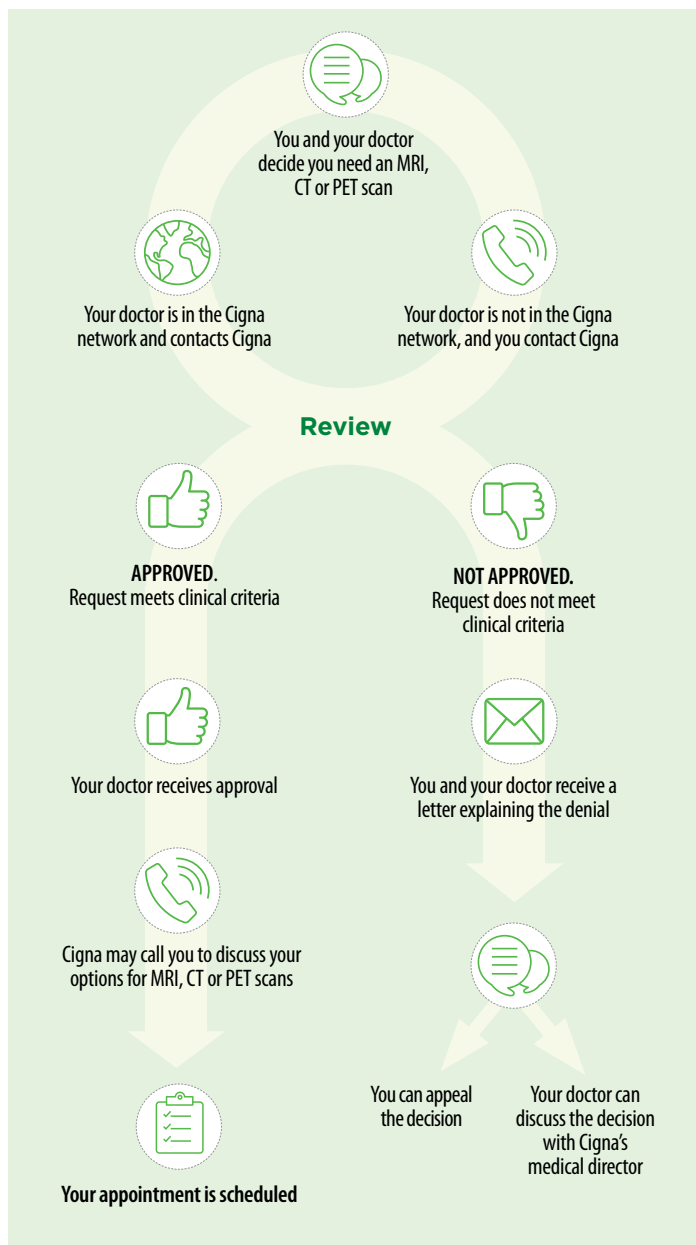 You and your doctor
decide you need an MRI,
CT or PET scan
Your doctor is in the Cigna
network and contacts Cigna
Your doctor is not in the Cigna
network, and you contact Cigna
Review
APPROVED.
Request meets clinical criteria
NOT APPROVED.
Request does not meet
clinical criteria
Your doctor receives approval
You and your doctor receive a
letter explaining the denial
Cigna may call you to discuss your
options for MRI, CT or PET scans
You can appeal
the decision
Your doctor can
discuss the decision
with Cigna’s
medical director
Your appointment is scheduled